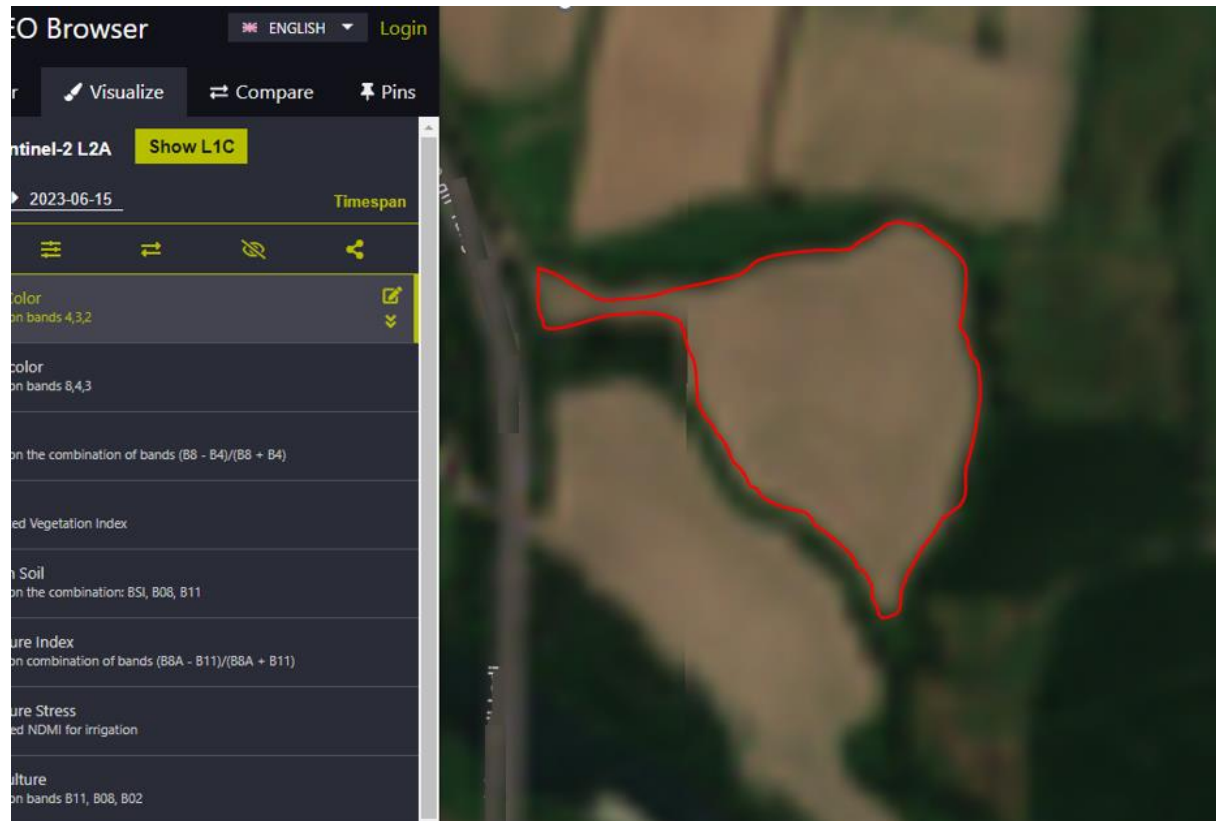 EO Browser
ENGLISH
Login
r
Visualize
Compare
Pins
ntinel-2 L2A
Show L1C
2023-06-15
Timespan
Color
on bands 4,3,2
color
on bands 8,4,3
on the combination of bands (B8 - B4)/(B8 + B4)
ed Vegetation Index
n Soil
on the combination: BSI, B08, B11
ure Index
on combination of bands (B8A - B11)/(B8A + B11)
ure Stress
ed NDMI for irrigation
ulture
on bands B11, B08, B02